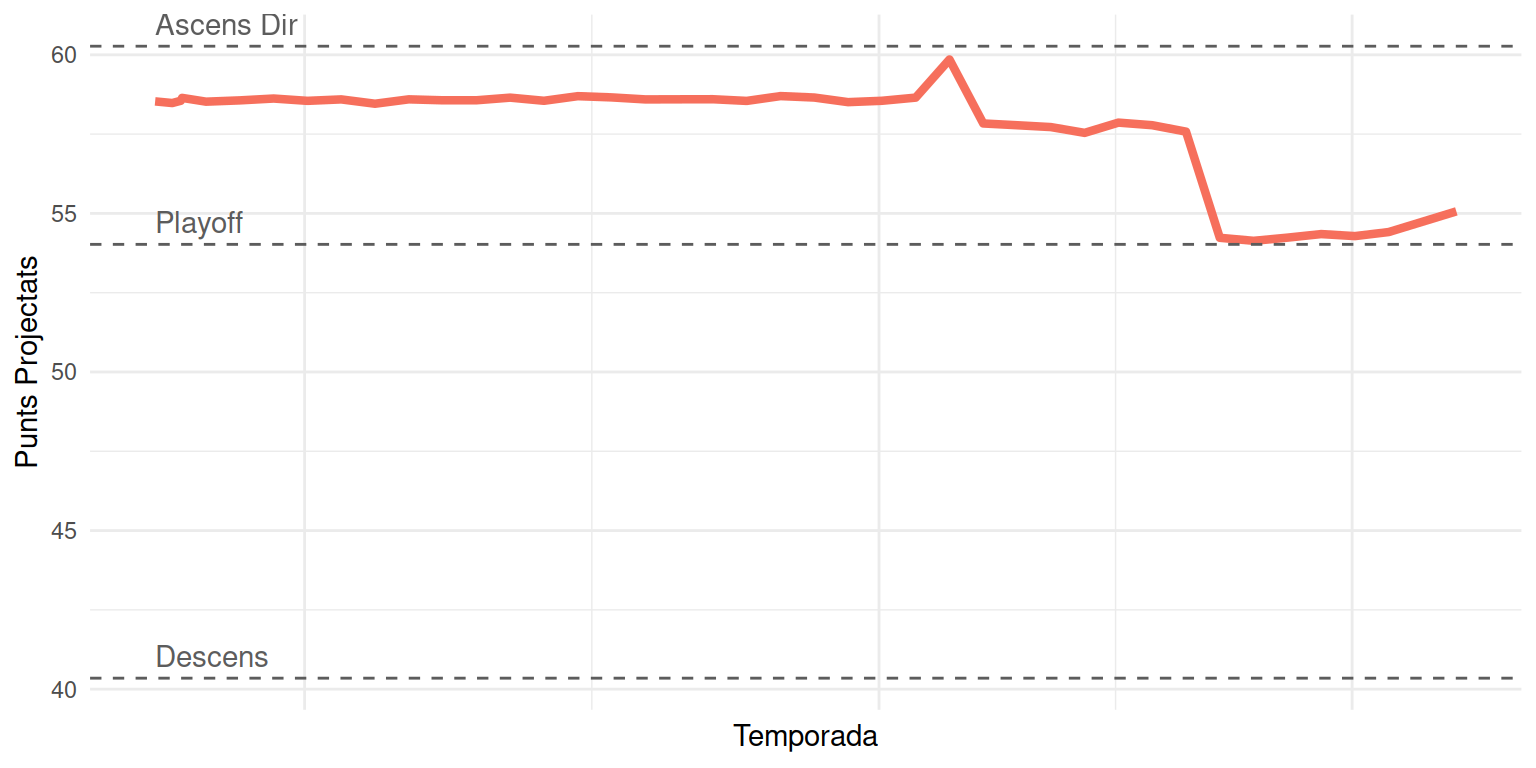 Ascens Dir
60
Playoff
55
50
45
Descens
40
Punts Projectats
Temporada